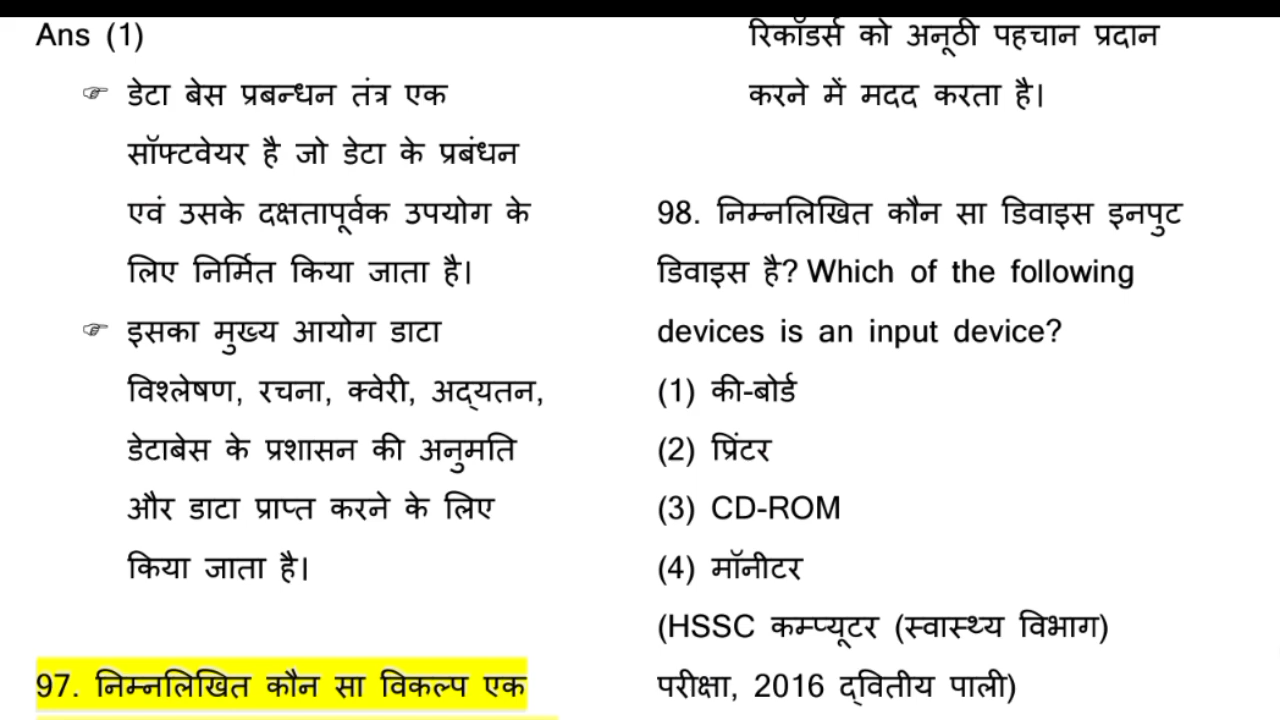 Ans (1)
☞ डेटा बेस प्रबन्धन तंत्र एक
सॉफ्टवेयर है जो डेटा के प्रबंधन
एवं उसके दक्षतापूर्वक उपयोग के
लिए निर्मित किया जाता है।
☞ इसका मुख्य आयोग डाटा
विश्लेषण, रचना, क्वेरी, अद्यतन,
डेटाबेस के प्रशासन की अनुमति
और डाटा प्राप्त करने के लिए
किया जाता है।
97. निम्नलिखित कौन सा विकल्प एक
रिकॉडर्स को अनूठी पहचान प्रदान
करने में मदद करता है।
98. निम्नलिखित कौन सा डिवाइस इनपुट
डिवाइस है? Which of the following
devices is an input device?
(1) की-बोर्ड
(2) प्रिंटर
(3) CD-ROM
(4) मॉनीटर
(HSSC कम्प्यूटर (स्वास्थ्य विभाग)
परीक्षा, 2016 द्वितीय पाली)